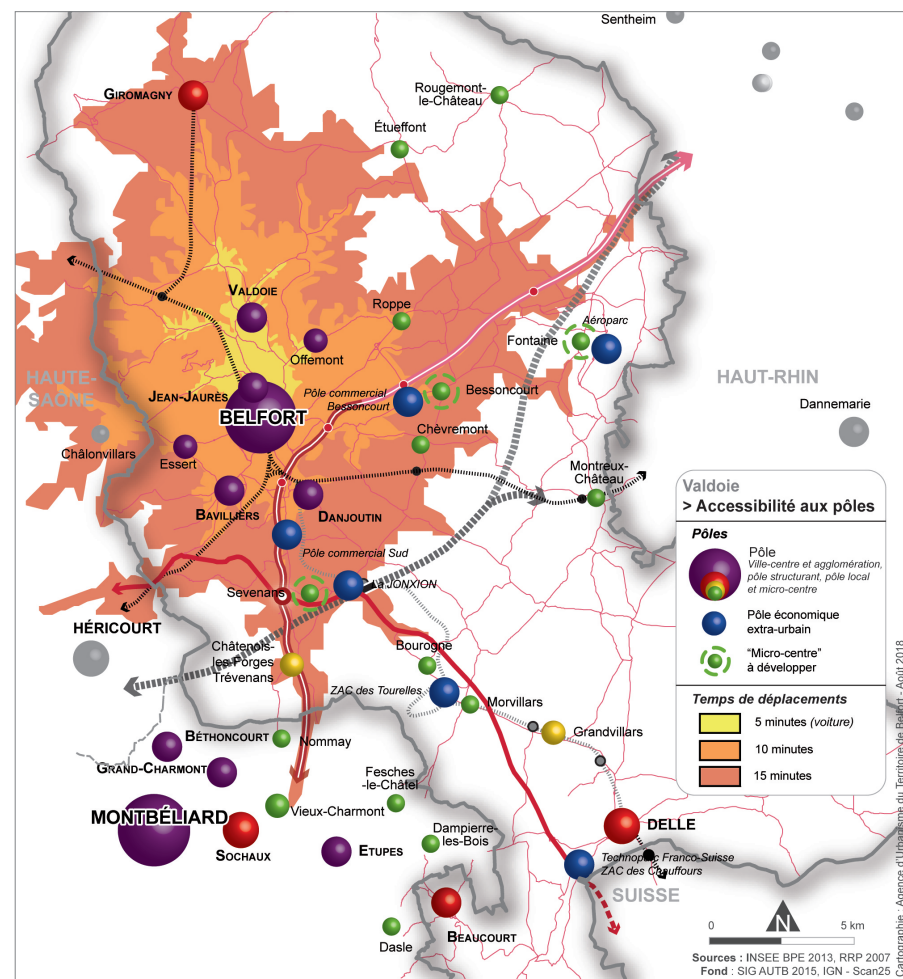 Sentheim
GIROMAGNY
Rougemont-
le-Château
Étueffont
VALDOIE
Roppe
Offemont
Aéroparc
Fontaine
HAUTE-
SAÔNE
HAUT-RHIN
JEAN-JAURÈS
BELFORT
Pôle commercial
Bessoncourt
Bessoncourt
Dannemarie
Châlonvillars
Essert
Chèvremont
Montreux-
Château
BAVILLIERS
DANJOUTIN
Pôle commercial Sud
La JONXION
Sevenans
HÉRICOURT
Châtenois-
les-Forges
Trévenans
Bourogne
ZAC des Tourelles
Morvillars
Grandvillars
BÉTHONCOURT
Nommay
GRAND-CHARMONT
Fesches
-le-Châtel
MONTBÉLIARD
Vieux-Charmont
SOCHAUX
Dampierre-
les-Bois
DELLE
ETUPES
Technoparc Franco-Suisse
ZAC des Chauffours
SUISSE
BEAUCOURT
Dasle
Valdoie
> Accessibilité aux pôles
Pôles
Pôle
Ville-centre et agglomération,
pôle structurant, pôle local
et micro-centre
Pôle économique
extra-urbain
“Micro-centre”
à développer
Temps de déplacements
5 minutes (voiture)
10 minutes
15 minutes
N
0 5 km
Sources : INSEE BPE 2013, RRP 2007
Fond : SIG AUTB 2015, IGN - Scan25
Cartographie : Agence d'Urbanisme du Territoire de Belfort - Août 2018